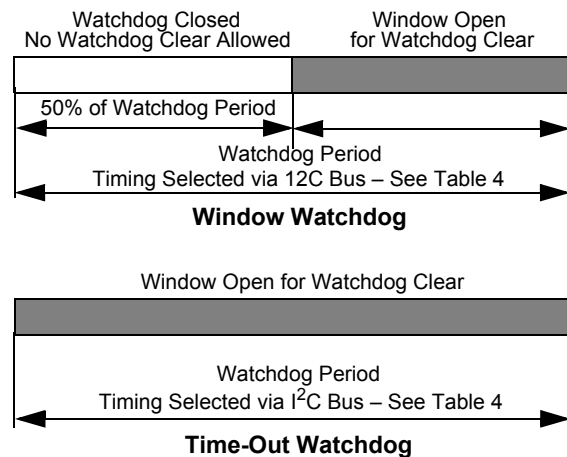 Watchdog Closed
No Watchdog Clear Allowed
Window Open
for Watchdog Clear
50% of Watchdog Period
Watchdog Period
Timing Selected via 12C Bus – See Table 4
Window Watchdog
Window Open for Watchdog Clear
Watchdog Period
Timing Selected via I²C Bus – See Table 4
Time-Out Watchdog